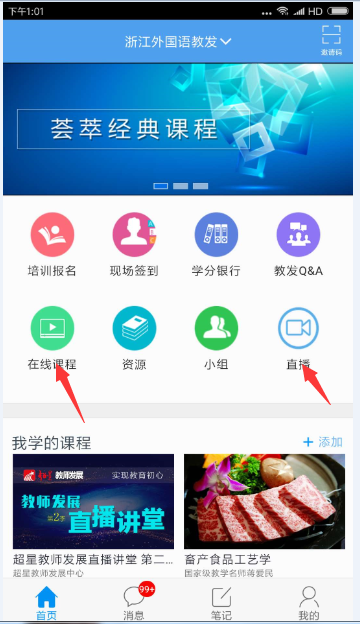 下午1:01
HD
浙江外国语教发
邀请码
荟萃经典课程
培训报名
现场签到
学分银行
教发Q&A
在线课程
资源
小组
直播
我学的课程
+ 添加
教师发展
实现教育初心
教师发展
第2季
直播讲堂
超星教师发展直播讲堂 第二...
超星教师发展中心
畜产食品工艺学
国家级教学名师蒋爱民
99+
首页
消息
笔记
我的